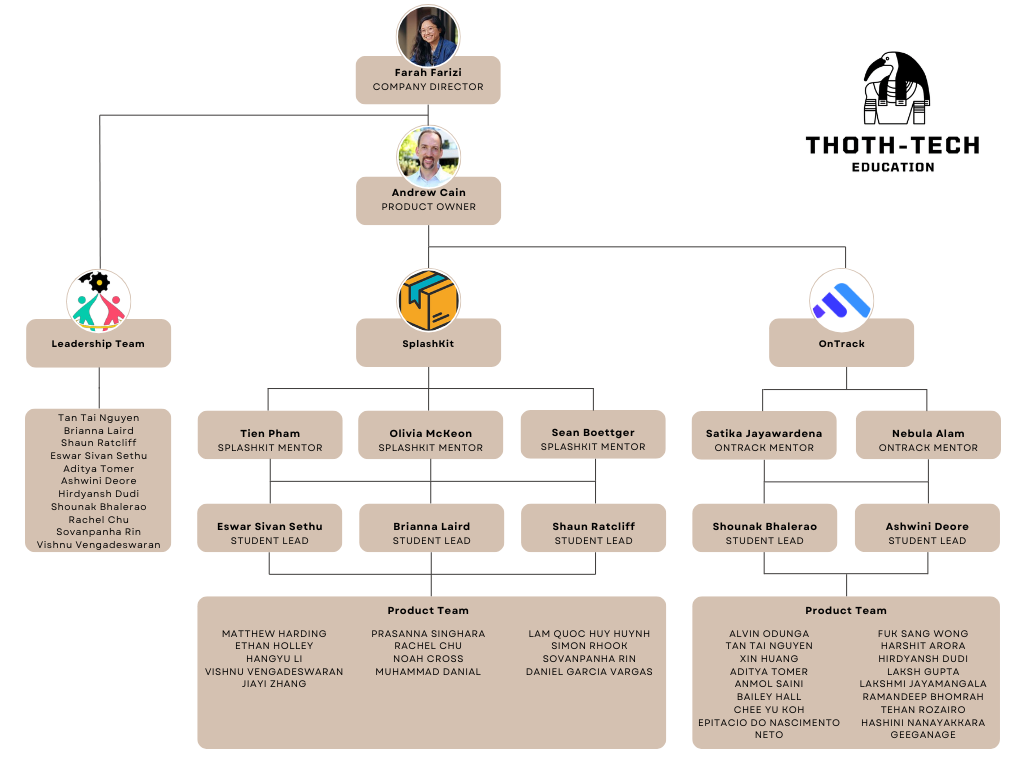 Farah Farizi
COMPANY DIRECTOR
THOTH-TECH
EDUCATION
Andrew Cain
PRODUCT OWNER
Leadership Team
SplashKit
OnTrack
Tan Tai Nguyen
Brianna Laird
Shaun Ratcliff
Eswar Sivan Sethu
Aditya Tomer
Ashwini Deore
Hirdyansh Dudi
Shounak Bhalerao
Rachel Chu
Sovanpanha Rin
Vishnu Vengadeswaran
Tien Pham
SPLASHKIT MENTOR
Olivia McKeon
SPLASHKIT MENTOR
Sean Boettger
SPLASHKIT MENTOR
Satika Jayawardena
ONTRACK MENTOR
Nebula Alam
ONTRACK MENTOR
Eswar Sivan Sethu
STUDENT LEAD
Brianna Laird
STUDENT LEAD
Shaun Ratcliff
STUDENT LEAD
Shounak Bhalerao
STUDENT LEAD
Ashwini Deore
STUDENT LEAD
Product Team
MATTHEW HARDING
ETHAN HOLLEY
HANGYU LI
VISHNU VENGADESWARAN
JIAYI ZHANG
PRASANNA SINGHARA
RACHEL CHU
NOAH CROSS
MUHAMMAD DANIAL
LAM QUOC HUY HUYNH
SIMON RHOOK
SOVANPANHA RIN
DANIEL GARCIA VARGAS
Product Team
ALVIN ODUNGA
TAN TAI NGUYEN
XIN HUANG
ADITYA TOMER
ANMOL SAINI
BAILEY HALL
CHEE YU KOH
EPITACIO DO NASCIMENTO
NETO
FUK SANG WONG
HARSHIT ARORA
HIRDYANSH DUDI
LAKSH GUPTA
LAKSHMI JAYAMANGALA
RAMANDEEP BHOMRAH
TEHAN ROZAIRO
HASHINI NANAYAKKARA
GEEGANAGE